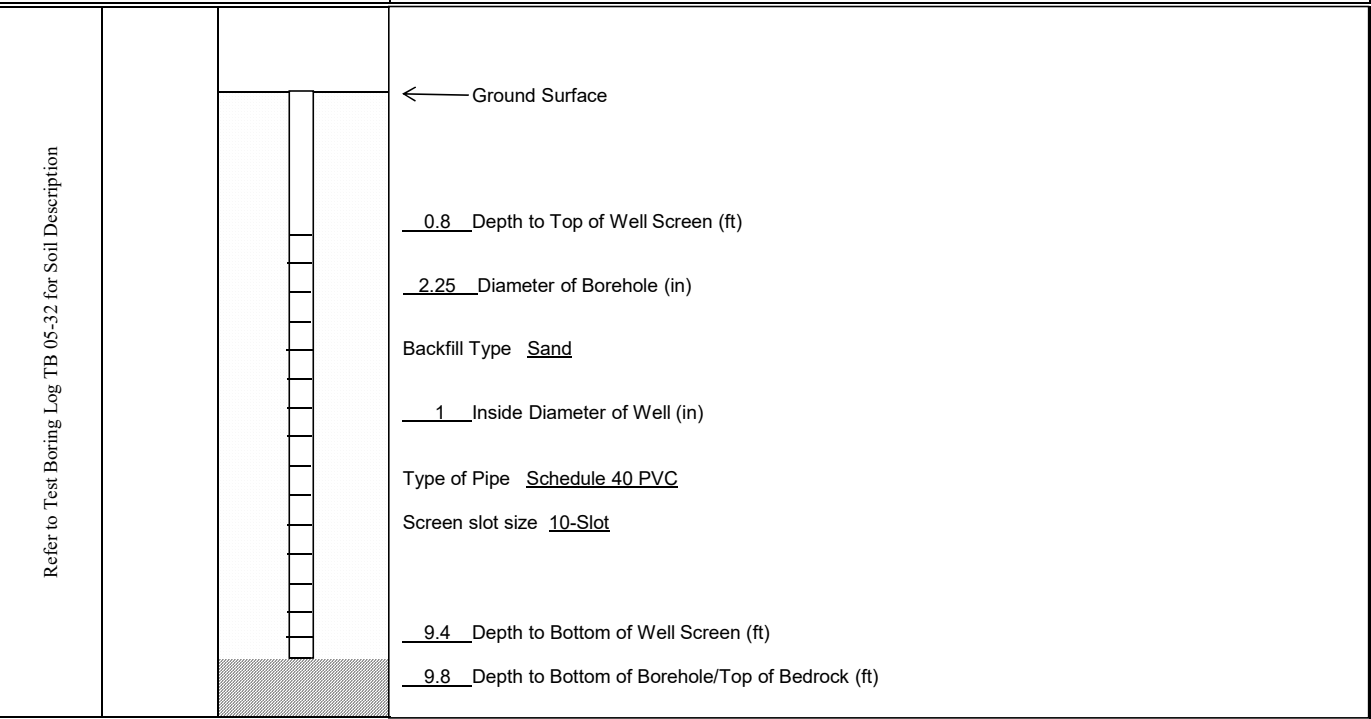 Refer to Test Boring Log TB 05-32 for Soil Description
Ground Surface
0.8 Depth to Top of Well Screen (ft)
2.25 Diameter of Borehole (in)
Backfill Type Sand
1 Inside Diameter of Well (in)
Type of Pipe Schedule 40 PVC
Screen slot size 10-Slot
9.4 Depth to Bottom of Well Screen (ft)
9.8 Depth to Bottom of Borehole/Top of Bedrock (ft)